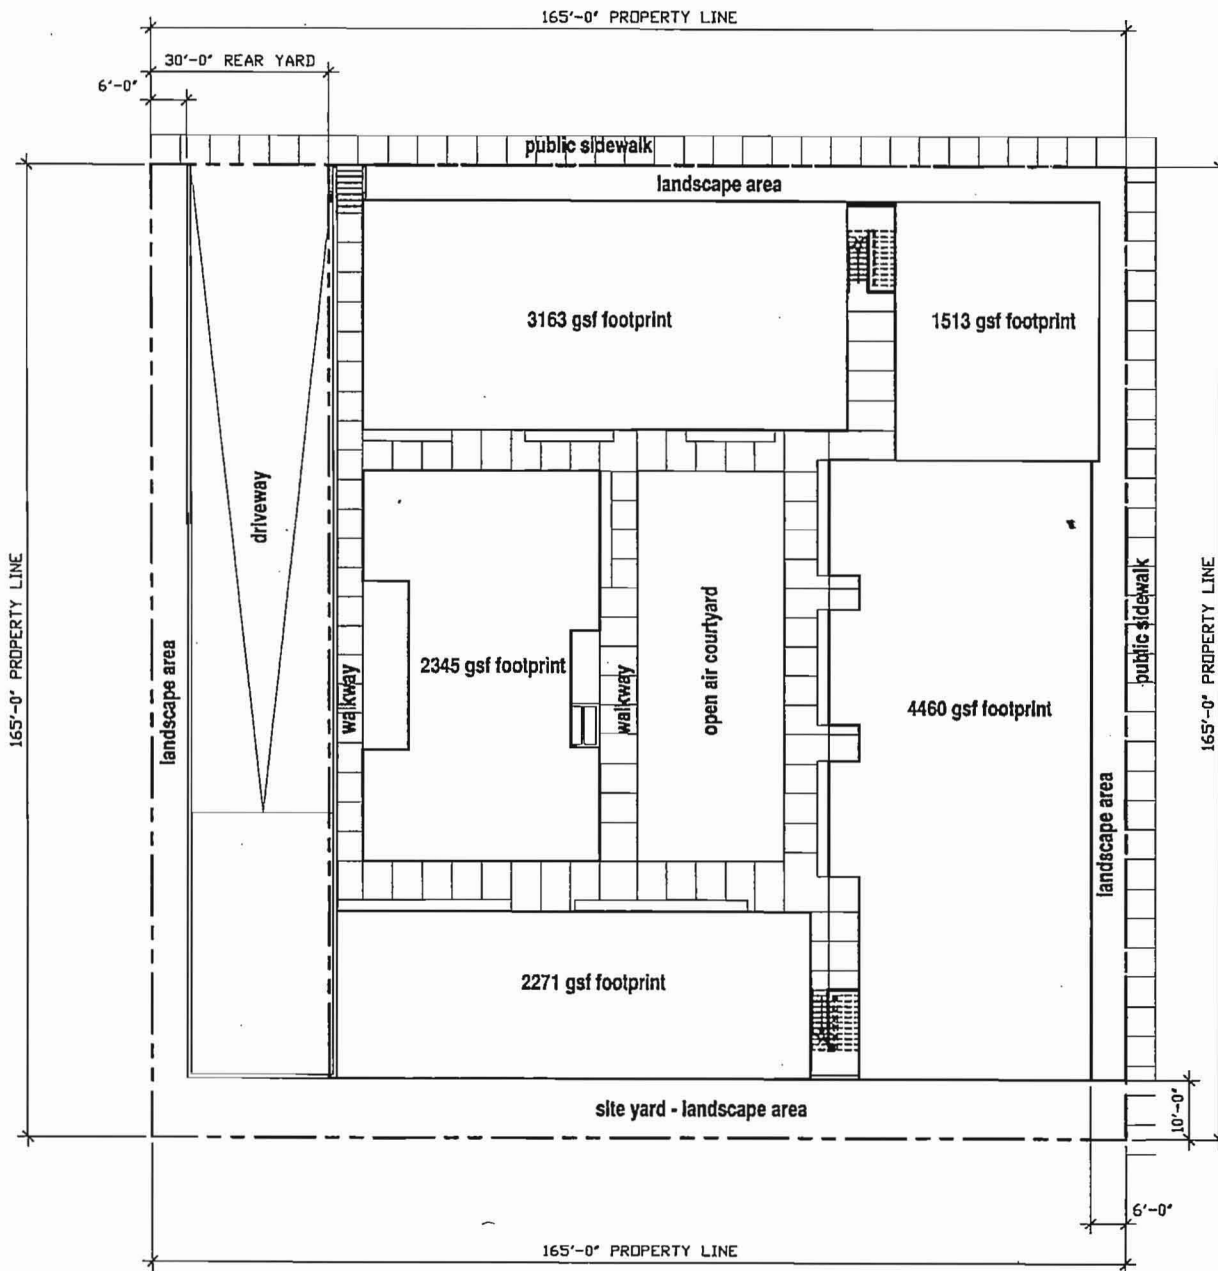 165'-0" PROPERTY LINE
30'-0" REAR YARD
6'-0"
public sidewalk
landscape area
3163 gsf footprint
1513 gsf footprint
driveway
165'-0" PROPERTY LINE
landscape area
walkway
2345 gsf footprint
walkway
open air courtyard
4460 gsf footprint
public sidewalk
165'-0" PROPERTY LINE
landscape area
2271 gsf footprint
site yard - landscape area
10'-0"
6'-0"
165'-0" PROPERTY LINE